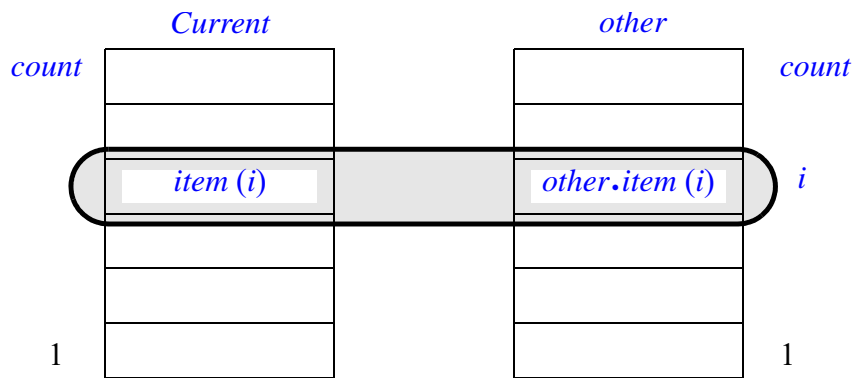 Current other
count count
item (i) other.item (i) i
1 1